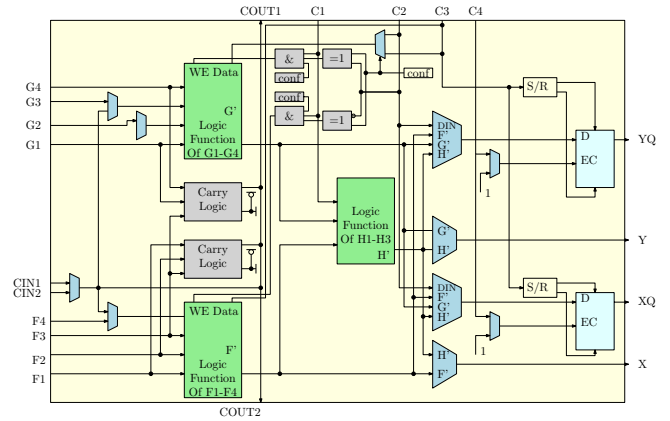 COUT1
C1
C2
C3
C4
G4
G3
G2
G1
CIN1
CIN2
F4
F3
F2
F1
COUT2
WE Data
G'
Logic
Function
Of G1-G4
&
=1
conf
conf
&
=1
conf
Carry
Logic
Carry
Logic
Logic
Function
Of H1-H3
H'
WE Data
F'
Logic
Function
Of F1-F4
DIN
F'
G'
H'
G'
H'
DIN
F'
G'
H'
H'
F'
S/R
1
D
EC
S/R
1
D
EC
YQ
Y
XQ
X